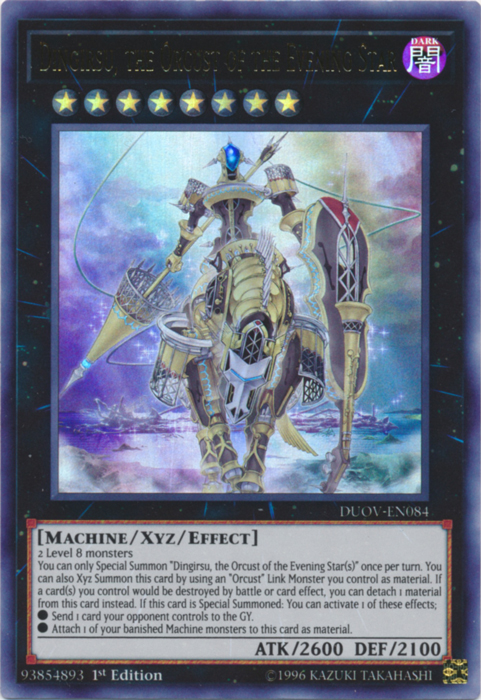 Dingirsu, the Orcust of the Evening Star
DARK
闇
DUOV-EN084
[Machine/Xyz/Effect]
2 Level 8 monsters
You can only Special Summon "Dingirsu, the Orcust of the Evening Star(s)" once per turn. You
can also Xyz Summon this card by using an "Orcust" Link Monster you control as material. If
a card(s) you control would be destroyed by battle or card effect, you can detach 1 material
from this card instead. If this card is Special Summoned: You can activate 1 of these effects;
● Send 1 card your opponent controls to the GY.
● Attach 1 of your banished Machine monsters to this card as material.
ATK/2600 DEF/2100
93854893 1st Edition ©1996 KAZUKI TAKAHASHI